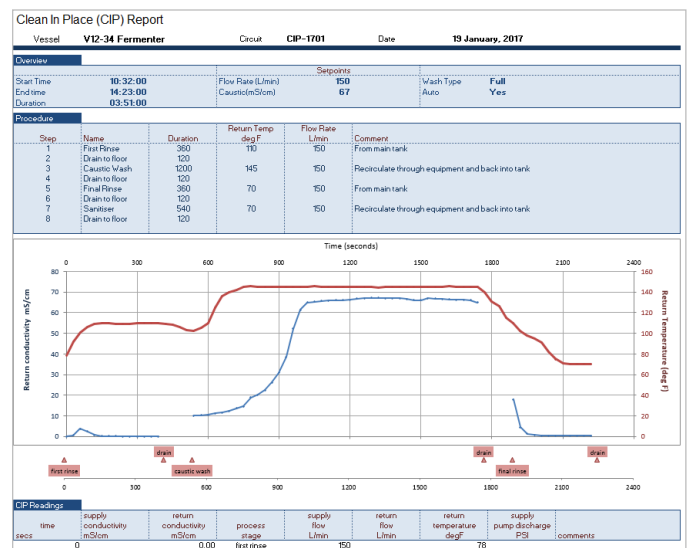 Clean In Place (CIP) Report
Vessel V12-34 Fermenter Circuit CIP-1701 Date 19 January, 2017
Overview
Setpoints
Start Time 10:32:00 Flow Rate (L/min) 150 Wash Type Full
End time 14:23:00 Caustic(mS/cm) 67 Auto Yes
Duration 03:51:00
Procedure
Return Temp Flow Rate
Step Name Duration deg F L/min Comment
1 First Rinse 360 110 150 From main tank
2 Drain to floor 120
3 Caustic Wash 1200 145 150 Recirculate through equipment and back into tank
4 Drain to floor 120
5 Final Rinse 360 70 150 From main tank
6 Drain to floor 120
7 Sanitiser 540 70 150 Recirculate through equipment and back into tank
8 Drain to floor 120
Time (seconds)
0 300 600 900 1200 1500 1800 2100 2400
Return conductivity mS/cm
80
70
60
50
40
30
20
10
0
160
140
120
100
80
60
40
20
0
Return Temperature (deg F)
drain drain drain
first rinse caustic wash final rinse
0 300 600 900 1200 1500 1800 2100 2400
CIP Readings
supply return supply return return supply
time conductivity conductivity process flow flow temperature pump discharge
secs mS/cm mS/cm stage L/min L/min degF PSI comments
0 0.00 first rinse 150 78